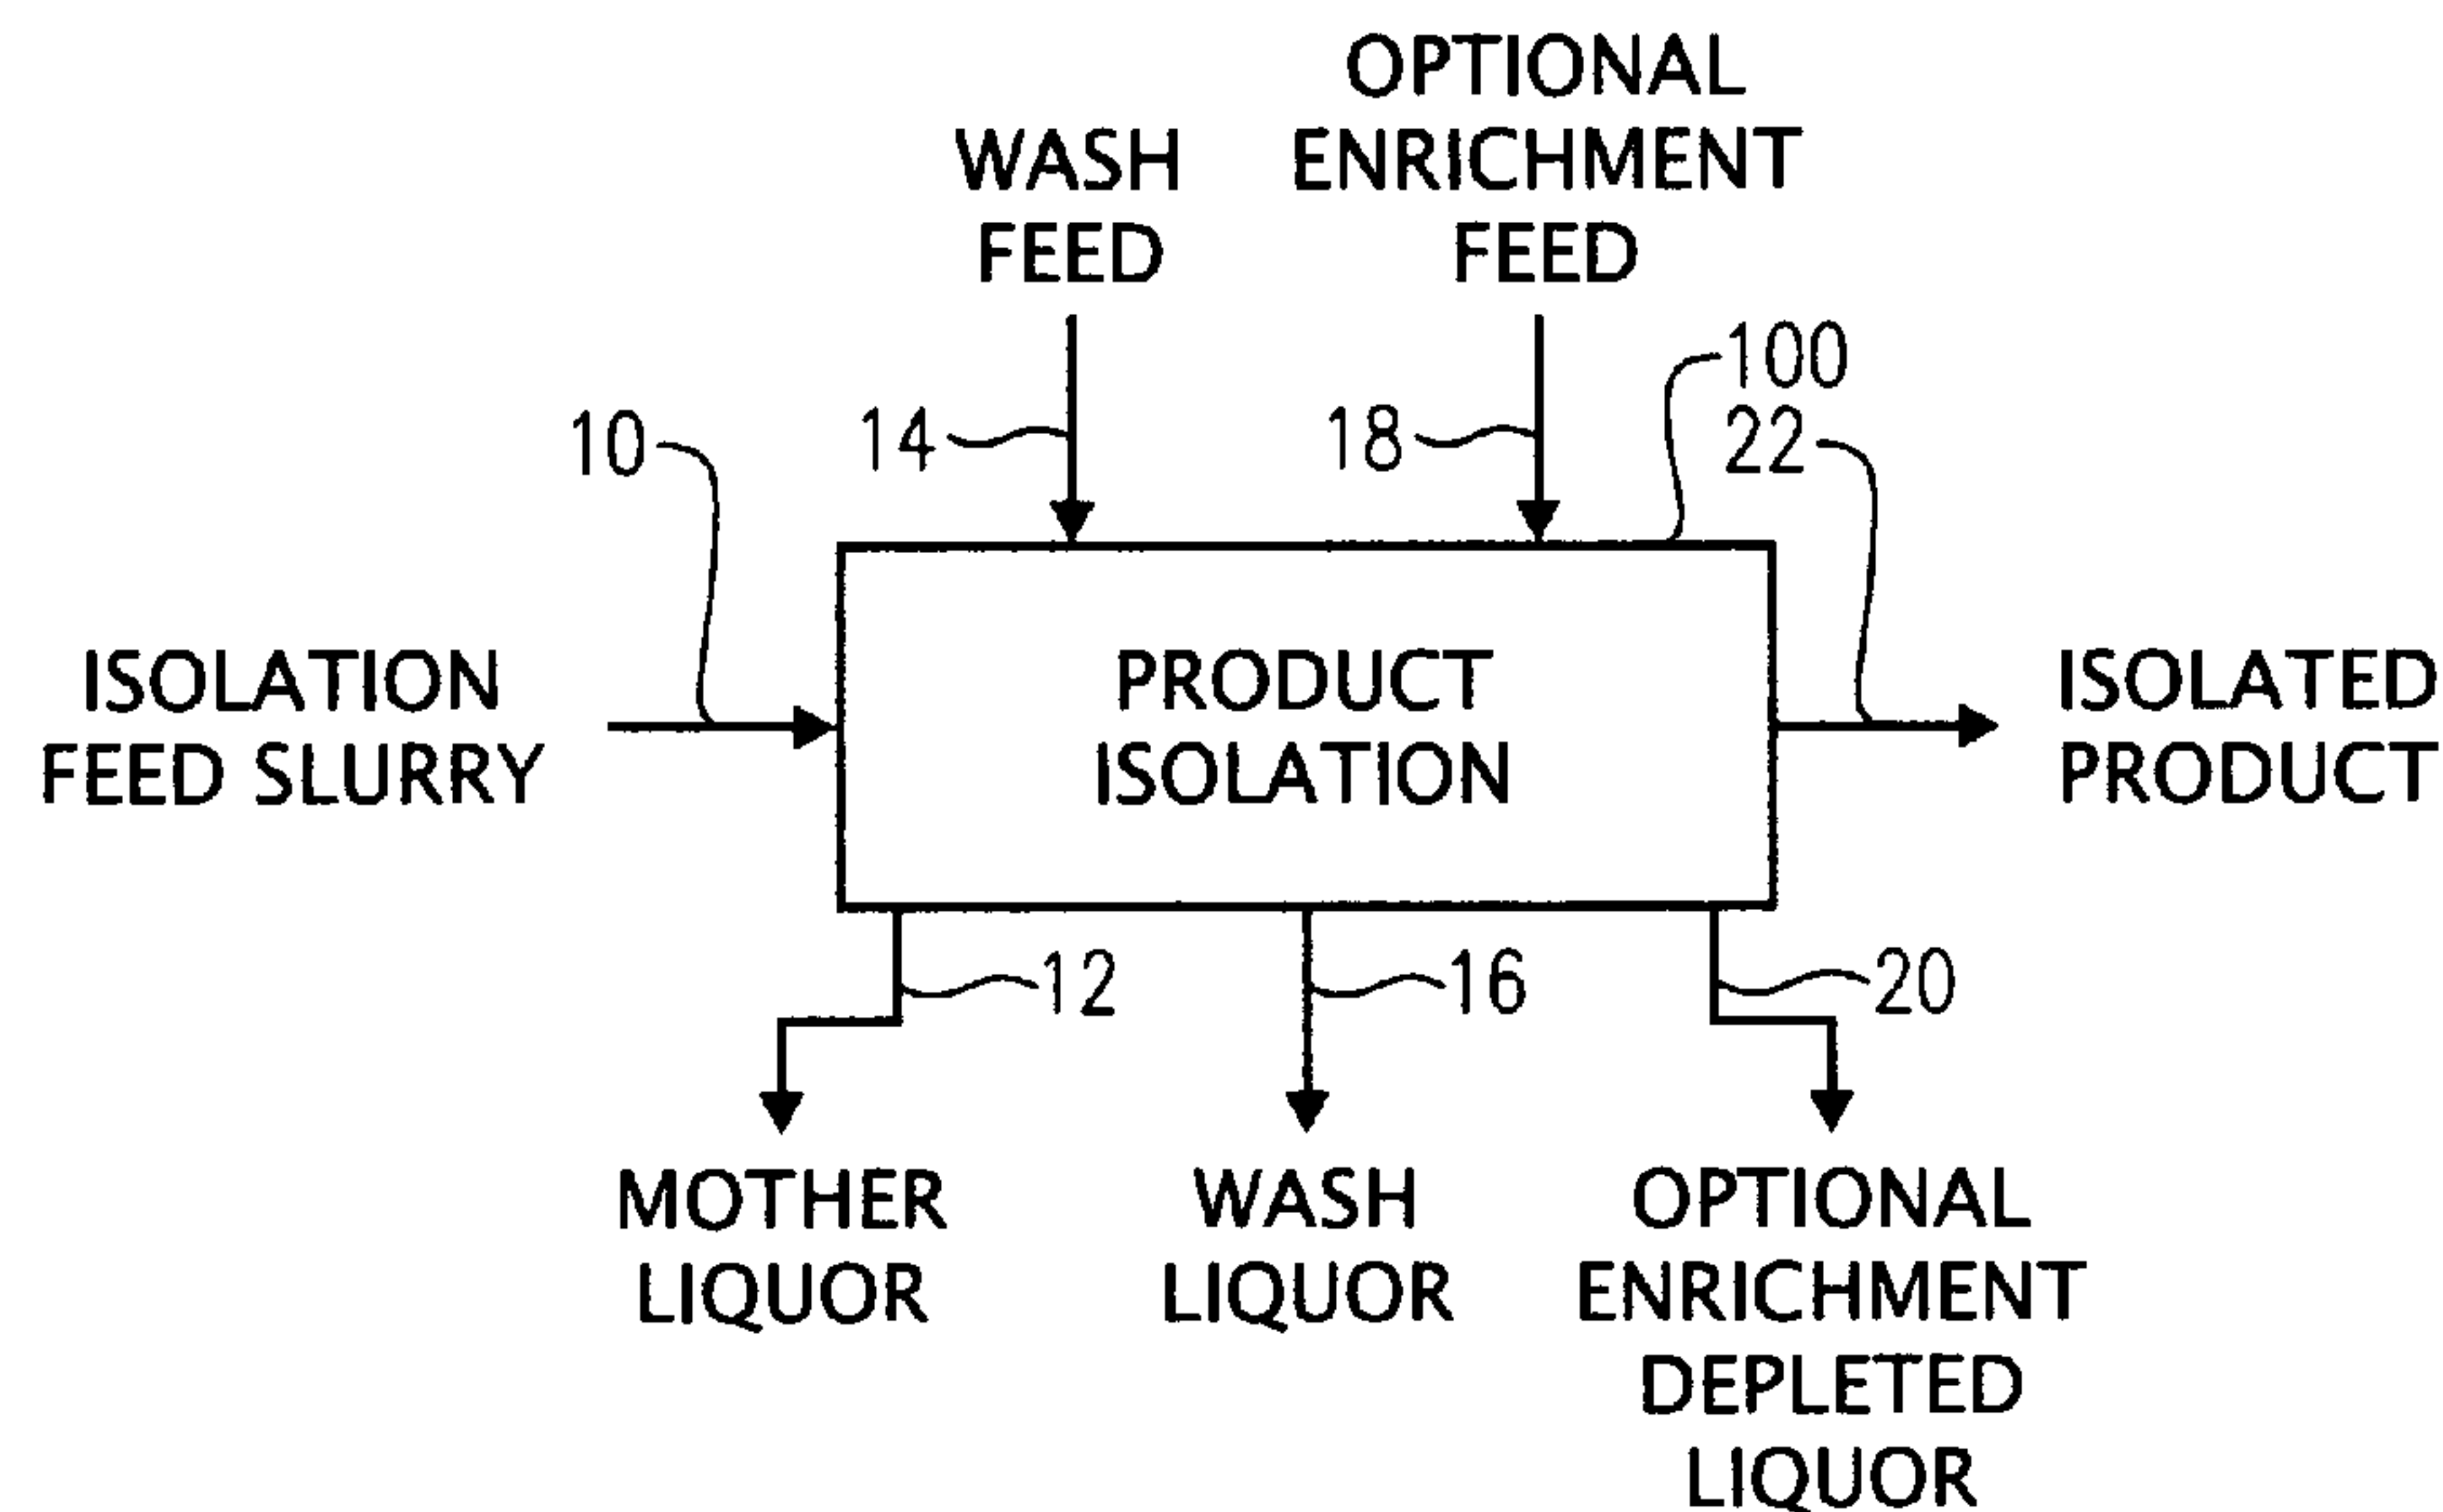 OPTIONAL
ENRICHMENT
FEED
WASH
FEED
100
10
14
18
22
ISOLATION
FEED SLURRY
PRODUCT
ISOLATION
ISOLATED
PRODUCT
12
16
20
MOTHER
LIQUOR
WASH
LIQUOR
OPTIONAL
ENRICHMENT
DEPLETED
LIQUOR